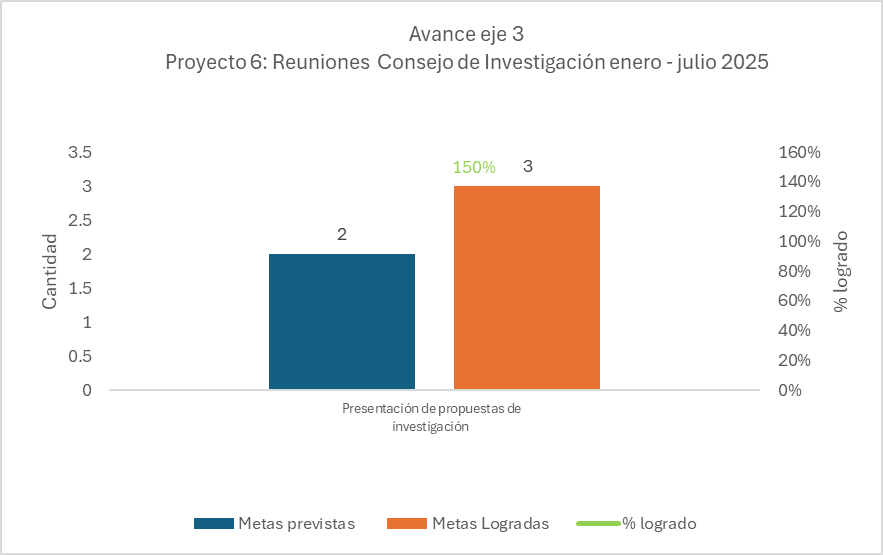 Avance eje 3
Proyecto 6: Reuniones Consejo de Investigación enero - julio 2025
3.5
3
2.5
2
1.5
1
0.5
0
Cantidad
2
150%
3
160%
140%
120%
100%
80%
60%
40%
20%
0%
% logrado
Presentación de propuestas de
investigación
Metas previstas
Metas Logradas
% logrado